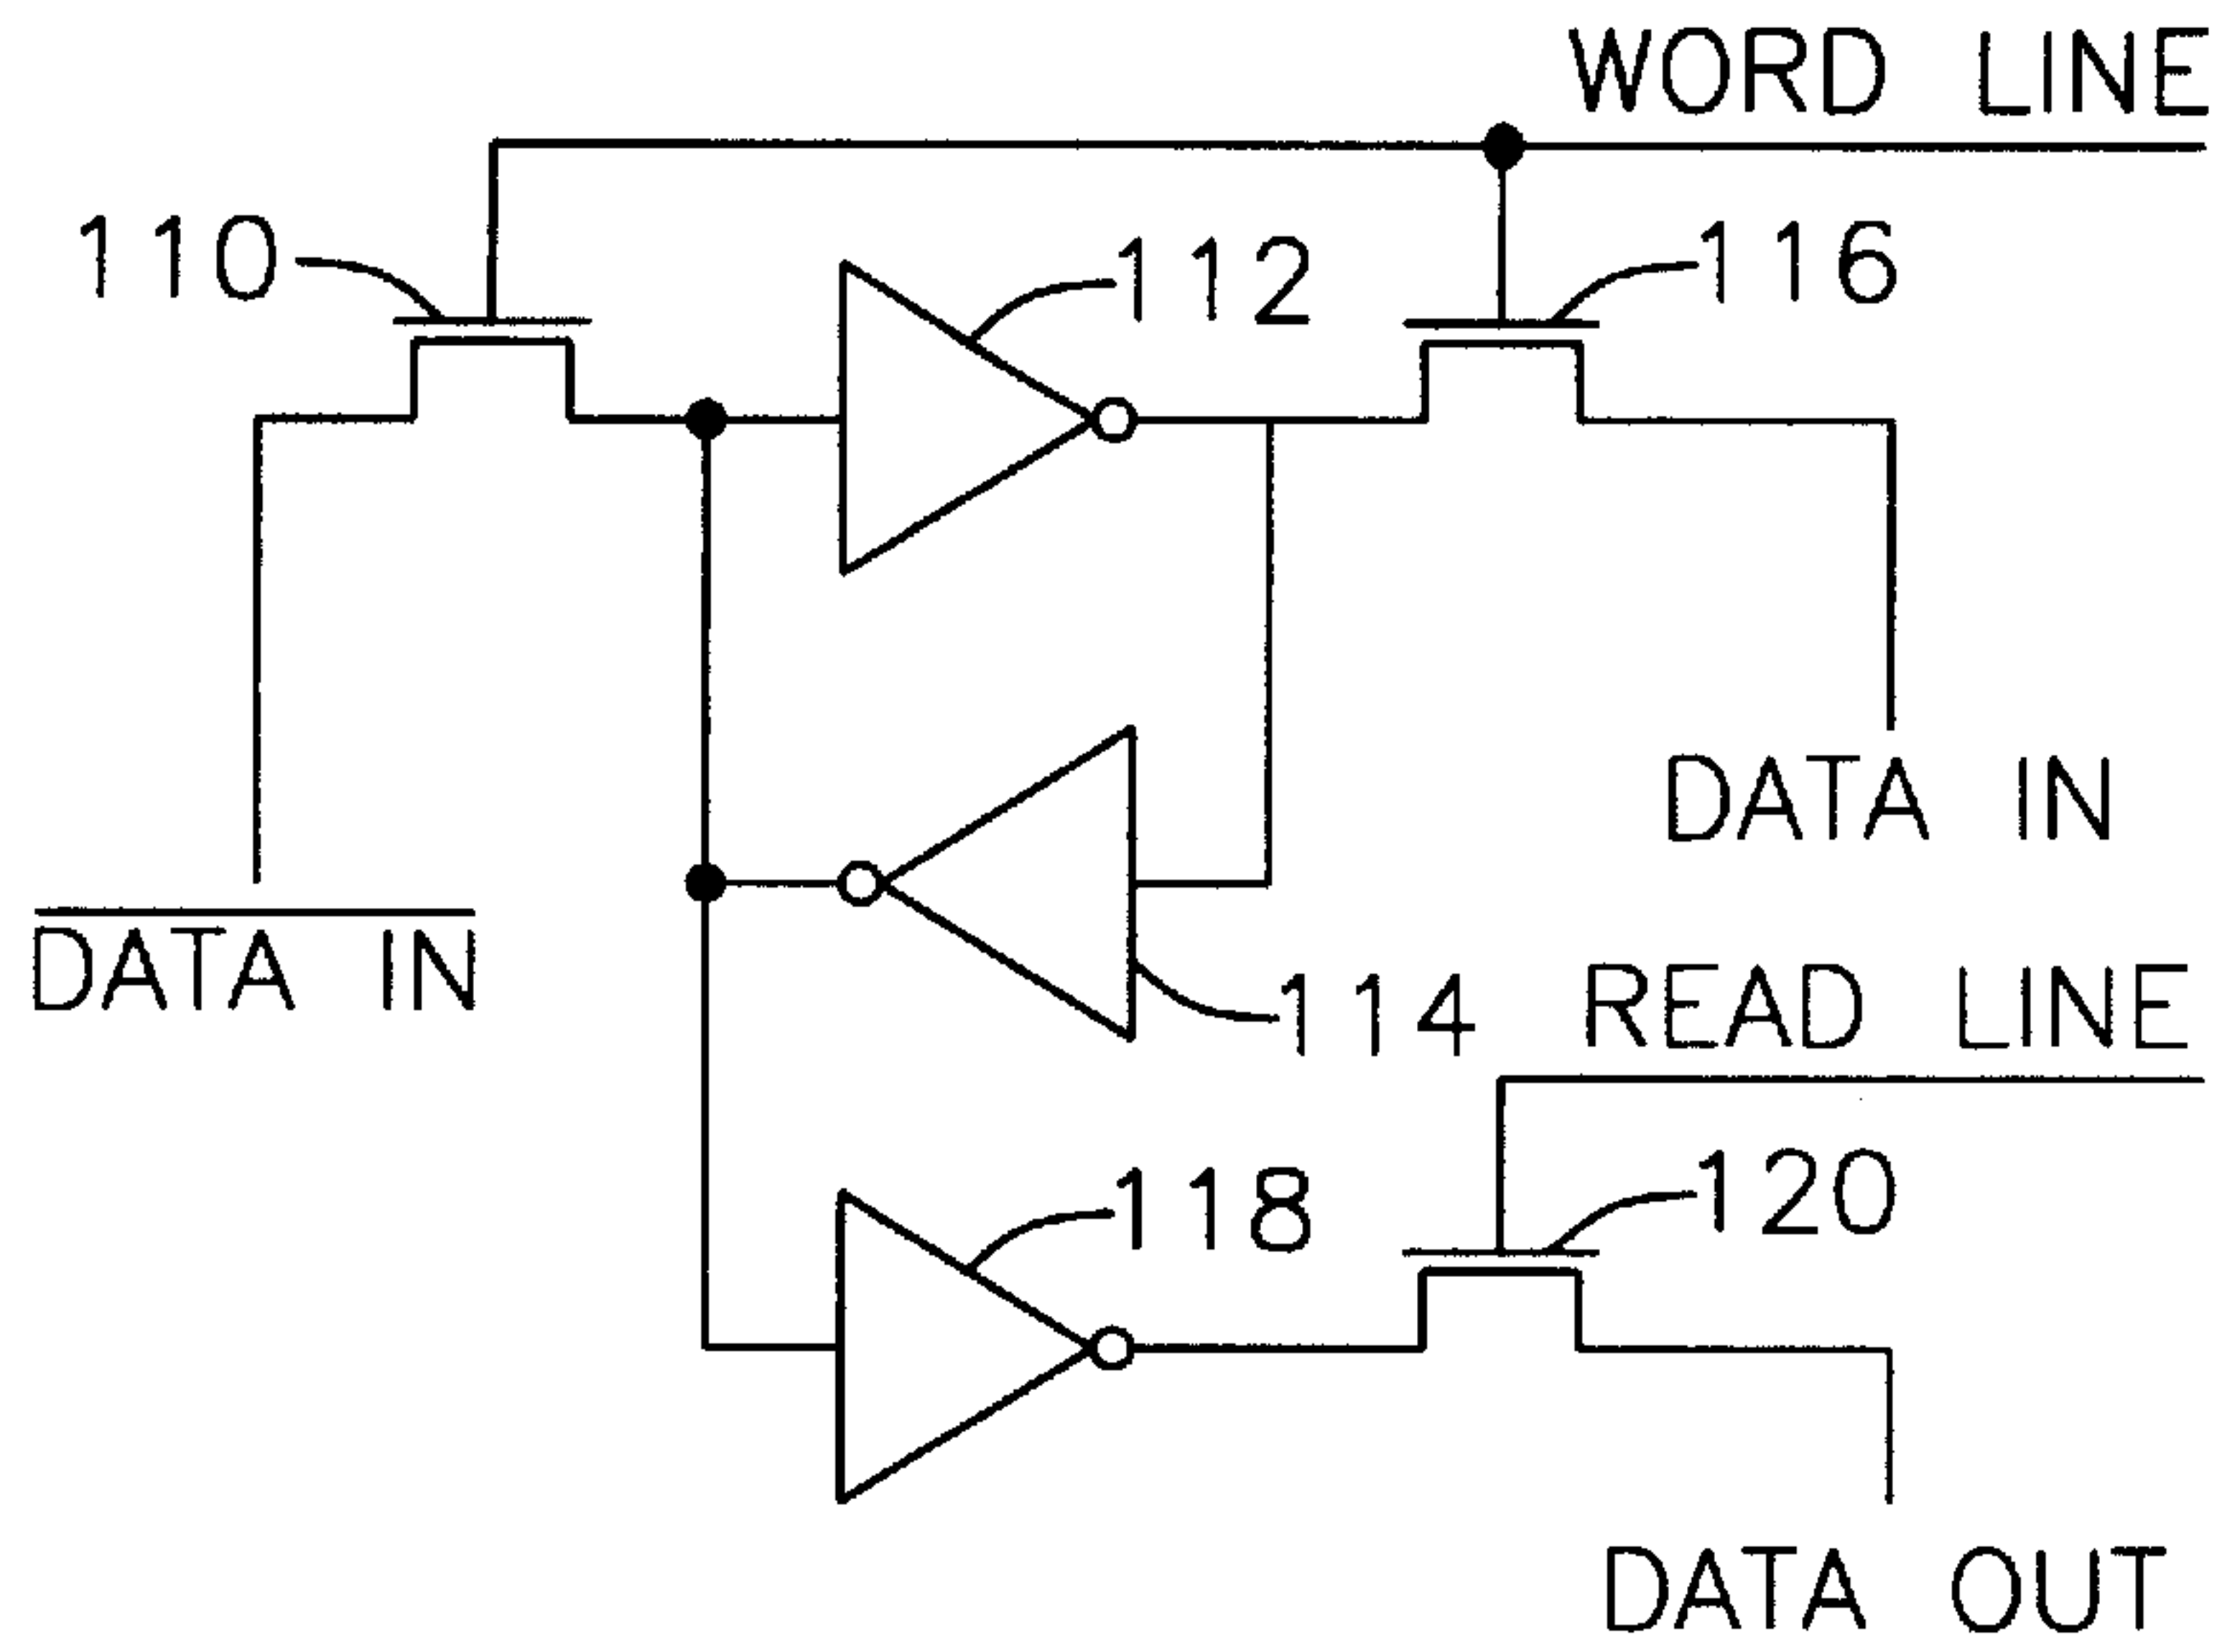 WORD LINE
110
112
116
DATA IN
DATA IN
114
READ LINE
118
120
DATA OUT